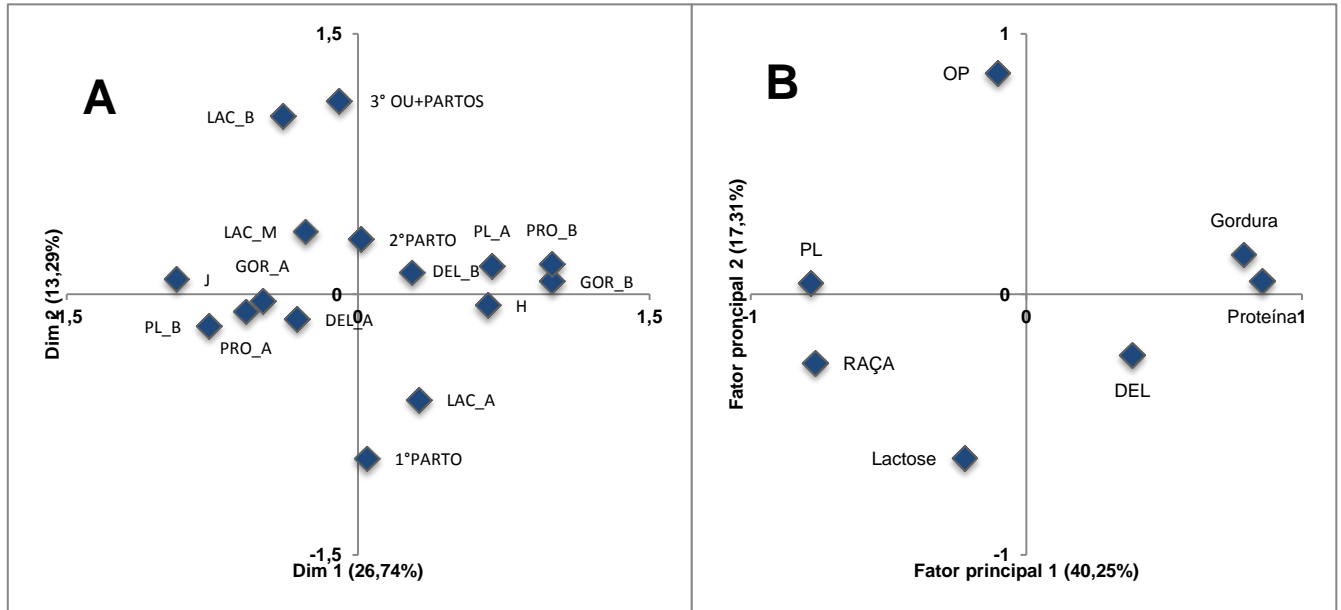 A
1,5
3° OU+PARTOS
LAC_B
LAC_M
2°PARTO
PL_A
PRO_B
GOR_A
DEL_B
J
GOR_B
0
-1,5
1,5
H
PL_B
DEL_A
PRO_A
LAC_A
1°PARTO
-1,5
Dim 2 (13,29%)
Dim 1 (26,74%)
B
1
OP
Gordura
PL
-1
0
Proteína
1
RAÇA
DEL
Lactose
-1
Fator proncipal 2 (17,31%)
Fator principal 1 (40,25%)